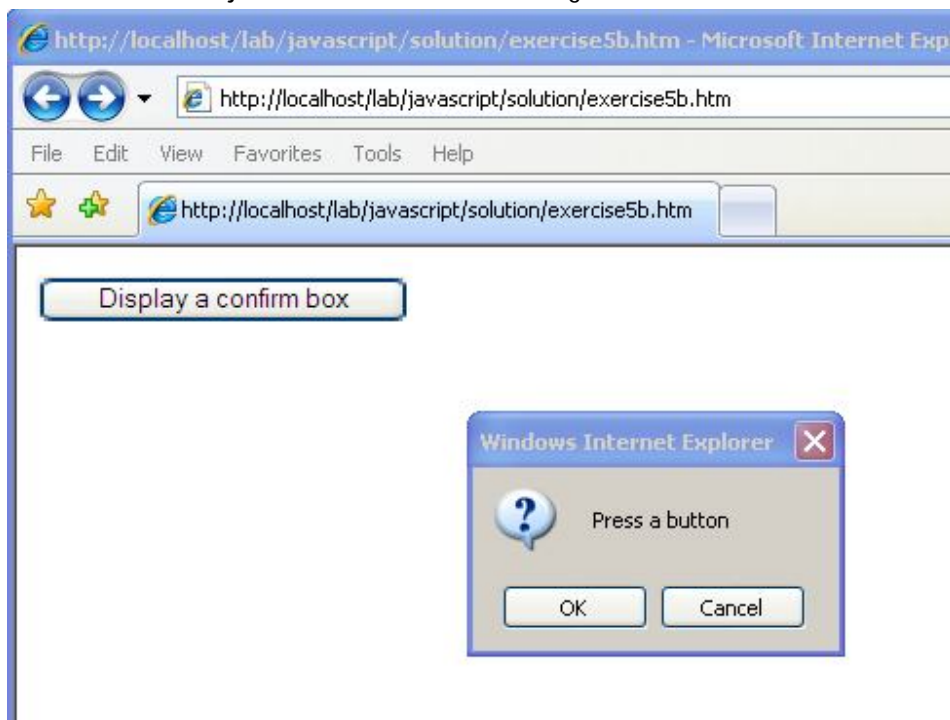 http://localhost/lab/javascript/solution/exercise5b.htm - Microsoft Internet Exp
http://localhost/lab/javascript/solution/exercise5b.htm
File Edit View Favorites Tools Help
http://localhost/lab/javascript/solution/exercise5b.htm
Display a confirm box
Windows Internet Explorer
Press a button
OK Cancel